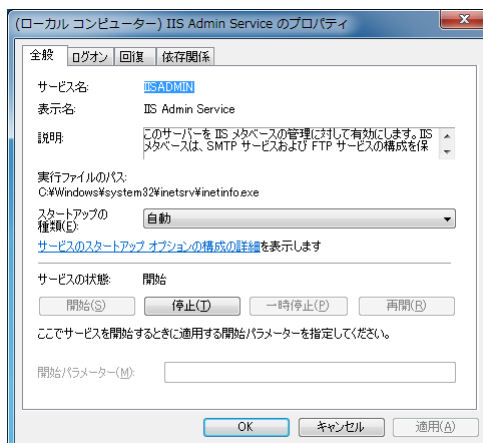 (ローカル コンピューター) IIS Admin Service のプロパティ
全般 ログオン 回復 依存関係
サービス名: IISADMIN
表示名: IIS Admin Service
説明: このサーバーを IIS メタベースの管理に対して有効にします。IIS
メタベースは、SMTP サービスおよび FTP サービスの構成を保
実行ファイルのパス:
C:¥Windows¥system32¥inetsrv¥inetinfo.exe
スタートアップの
種類(E): 自動
サービスのスタートアップ オプションの構成の詳細を表示します
サービスの状態: 開始
開始(S) 停止(T) 一時停止(P) 再開(R)
ここでサービスを開始するときに適用する開始パラメーターを指定してください。
開始パラメーター(M):
OK キャンセル 適用(A)